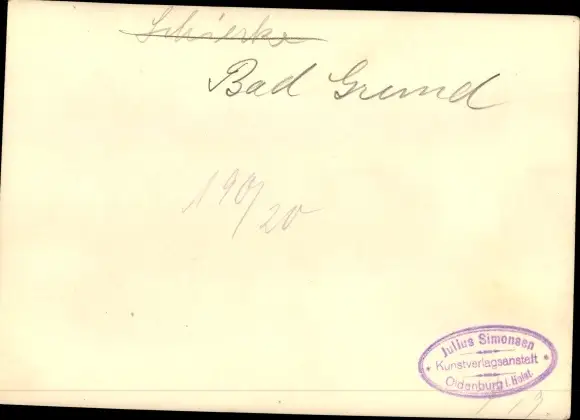 Schierke
Bad Grund
190/20
Julius Simonsen
Kunstverlagsanstalt
Oldenburg i. Holst.